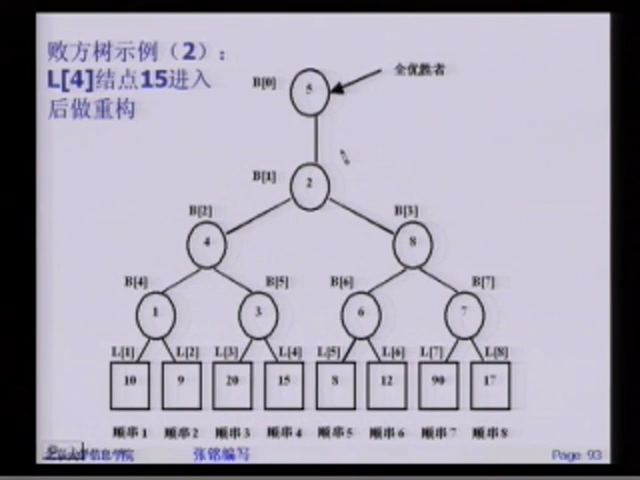 败方树示例（2）：
L[4]结点15进入
后做重构
B[0]
5
全优胜者
B[1]
2
B[2]
B[3]
4
8
B[4]
B[5]
B[6]
B[7]
1
3
6
7
L[1] L[2] L[3] L[4] L[5] L[6] L[7] L[8]
10 9 20 15 8 12 90 17
顺串1 顺串2 顺串3 顺串4 顺串5 顺串6 顺串7 顺串8
张铭编写
Page 93